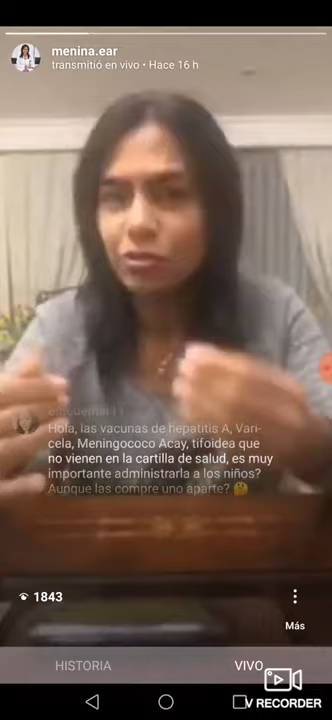 menina.ear
transmitió en vivo • Hace 16 h
Hola, las vacunas de hepatitis A, Vari-
cela, Meningococo Acay, tifoidea que
no vienen en la cartilla de salud, es muy
importante administrarla a los niños?
Aunque las compre uno aparte? 🤔
1843
Más
HISTORIA
VIVO
V RECORDER